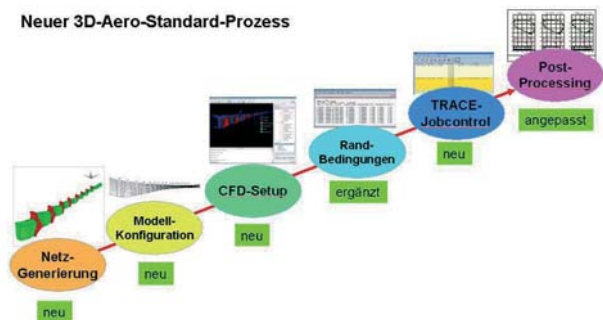 Neuer 3D-Aero-Standard-Prozess
Post-
Processing
angepasst
TRACE-
Jobcontrol
neu
Rand-
Bedingungen
ergänzt
CFD-Setup
neu
Modell-
Konfiguration
neu
Netz-
Generierung
neu